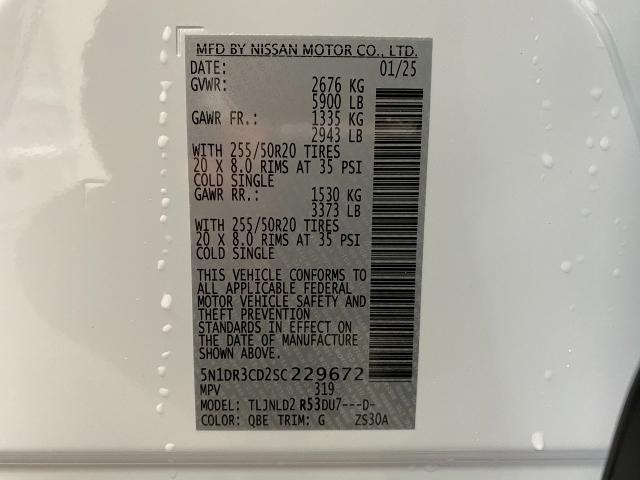 MFD BY NISSAN MOTOR CO., LTD.
DATE: 01/25
GVWR: 2676 KG
5900 LB
GAWR FR.: 1335 KG
2943 LB
WITH 255/50R20 TIRES
20 X 8.0 RIMS AT 35 PSI
COLD SINGLE
GAWR RR.: 1530 KG
3373 LB
WITH 255/50R20 TIRES
20 X 8.0 RIMS AT 35 PSI
COLD SINGLE
THIS VEHICLE CONFORMS TO
ALL APPLICABLE FEDERAL
MOTOR VEHICLE SAFETY AND
THEFT PREVENTION
STANDARDS IN EFFECT ON
THE DATE OF MANUFACTURE
SHOWN ABOVE.
5N1DR3CD2SC229672
MPV 319
MODEL: TLJNLD2 R53DU7---D-
COLOR: QBE TRIM: G ZS30A